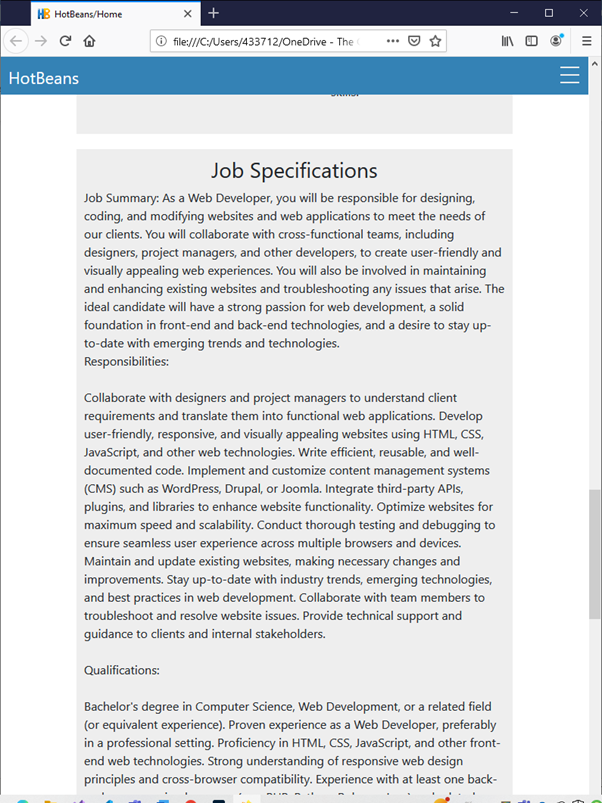 HotBeans/Home
file:///C:/Users/433712/OneDrive - The
HotBeans
Job Specifications
Job Summary: As a Web Developer, you will be responsible for designing,
coding, and modifying websites and web applications to meet the needs of
our clients. You will collaborate with cross-functional teams, including
designers, project managers, and other developers, to create user-friendly and
visually appealing web experiences. You will also be involved in maintaining
and enhancing existing websites and troubleshooting any issues that arise. The
ideal candidate will have a strong passion for web development, a solid
foundation in front-end and back-end technologies, and a desire to stay up-
to-date with emerging trends and technologies.
Responsibilities:
Collaborate with designers and project managers to understand client
requirements and translate them into functional web applications. Develop
user-friendly, responsive, and visually appealing websites using HTML, CSS,
JavaScript, and other web technologies. Write efficient, reusable, and well-
documented code. Implement and customize content management systems
(CMS) such as WordPress, Drupal, or Joomla. Integrate third-party APIs,
plugins, and libraries to enhance website functionality. Optimize websites for
maximum speed and scalability. Conduct thorough testing and debugging to
ensure seamless user experience across multiple browsers and devices.
Maintain and update existing websites, making necessary changes and
improvements. Stay up-to-date with industry trends, emerging technologies,
and best practices in web development. Collaborate with team members to
troubleshoot and resolve website issues. Provide technical support and
guidance to clients and internal stakeholders.
Qualifications:
Bachelor's degree in Computer Science, Web Development, or a related field
(or equivalent experience). Proven experience as a Web Developer, preferably
in a professional setting. Proficiency in HTML, CSS, JavaScript, and other front-
end web technologies. Strong understanding of responsive web design
principles and cross-browser compatibility. Experience with at least one back-